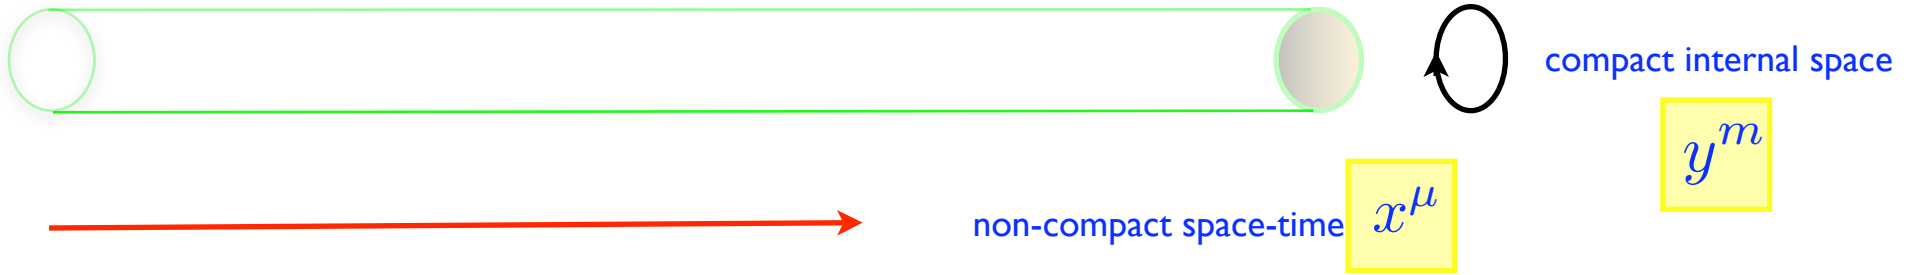 compact internal space
y^m
non-compact space-time x^μ